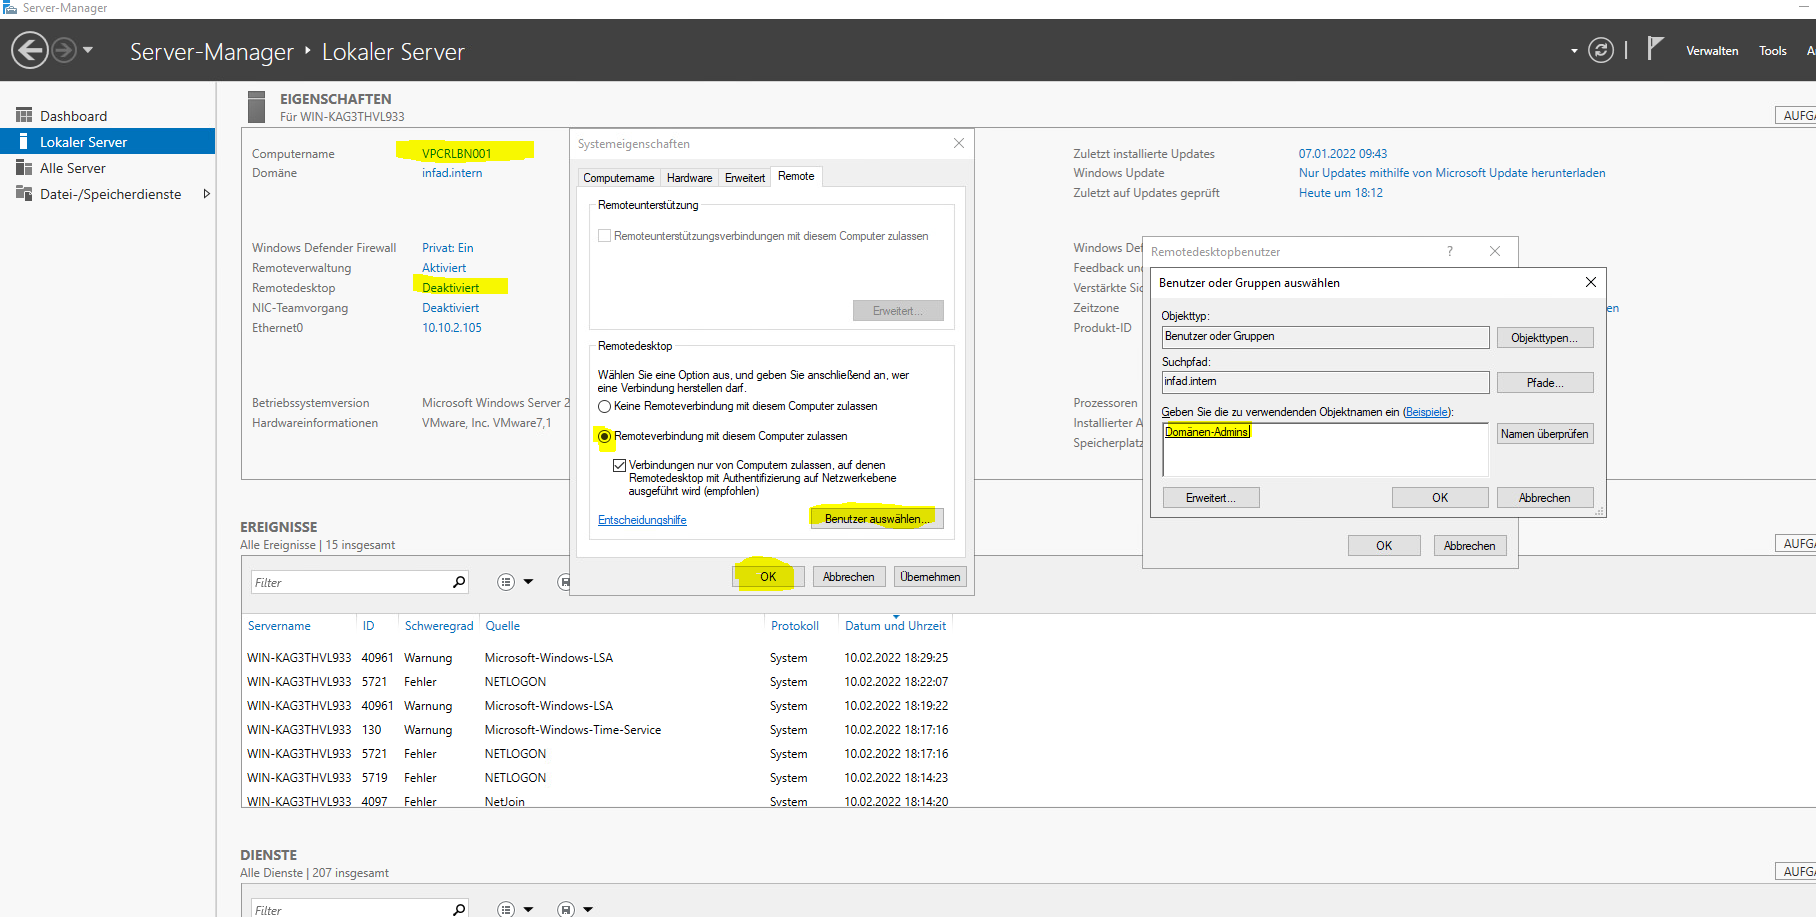 Server-Manager
Server-Manager ‣ Lokaler Server
Verwalten Tools
Dashboard
Lokaler Server
Alle Server
Datei-/Speicherdienste
EIGENSCHAFTEN
Für WIN-KAG3THVL933
AUFGA
Computername VPCRLBN001
Domäne infad.intern
Windows Defender Firewall Privat: Ein
Remoteverwaltung Aktiviert
Remotedesktop Deaktiviert
NIC-Teamvorgang Deaktiviert
Ethernet0 10.10.2.105
Betriebssystemversion Microsoft Windows Server 2
Hardwareinformationen VMware, Inc. VMware7,1
Zuletzt installierte Updates 07.01.2022 09:43
Windows Update Nur Updates mithilfe von Microsoft Update herunterladen
Zuletzt auf Updates geprüft Heute um 18:12
Windows Def
Feedback und
Verstärkte Sic
Zeitzone en
Produkt-ID
Prozessoren
Installierter A
Speicherplatz
Systemeigenschaften
Computername Hardware Erweitert Remote
Remoteunterstützung
Remoteunterstützungsverbindungen mit diesem Computer zulassen
Erweitert...
Remotedesktop
Wählen Sie eine Option aus, und geben Sie anschließend an, wer
eine Verbindung herstellen darf.
Keine Remoteverbindung mit diesem Computer zulassen
Remoteverbindung mit diesem Computer zulassen
Verbindungen nur von Computern zulassen, auf denen
Remotedesktop mit Authentifizierung auf Netzwerkebene
ausgeführt wird (empfohlen)
Entscheidungshilfe Benutzer auswählen...
OK Abbrechen Übernehmen
Remotedesktopbenutzer ?
Benutzer oder Gruppen auswählen
Objekttyp:
Benutzer oder Gruppen Objekttypen...
Suchpfad:
infad.intern Pfade...
Geben Sie die zu verwendenden Objektnamen ein (Beispiele):
Domänen-Admins Namen überprüfen
Erweitert... OK Abbrechen
OK Abbrechen
EREIGNISSE
Alle Ereignisse | 15 insgesamt
AUFGA
Filter
Servername ID Schweregrad Quelle Protokoll Datum und Uhrzeit
WIN-KAG3THVL933 40961 Warnung Microsoft-Windows-LSA System 10.02.2022 18:29:25
WIN-KAG3THVL933 5721 Fehler NETLOGON System 10.02.2022 18:22:07
WIN-KAG3THVL933 40961 Warnung Microsoft-Windows-LSA System 10.02.2022 18:19:22
WIN-KAG3THVL933 130 Warnung Microsoft-Windows-Time-Service System 10.02.2022 18:17:16
WIN-KAG3THVL933 5721 Fehler NETLOGON System 10.02.2022 18:17:16
WIN-KAG3THVL933 5719 Fehler NETLOGON System 10.02.2022 18:14:23
WIN-KAG3THVL933 4097 Fehler NetJoin System 10.02.2022 18:14:20
DIENSTE
Alle Dienste | 207 insgesamt
AUFGA
Filter